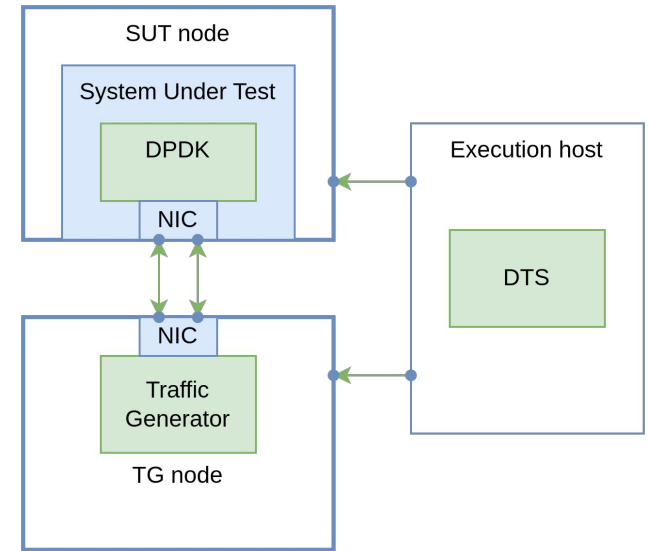 SUT node
System Under Test
DPDK
NIC
Execution host
DTS
NIC
Traffic
Generator
TG node